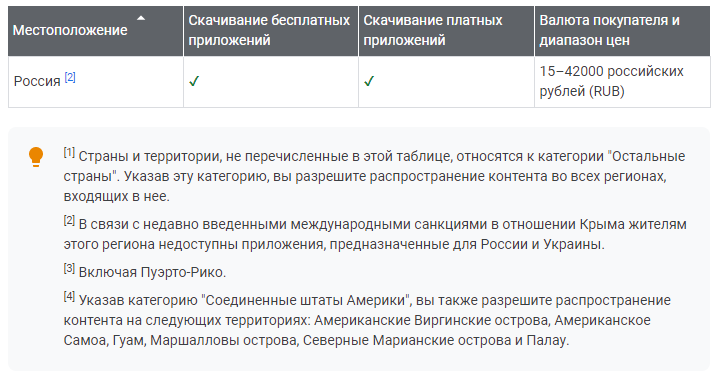 Местоположение
Скачивание бесплатных приложений
Скачивание платных приложений
Валюта покупателя и диапазон цен
Россия [2]
✓
✓
15–42000 российских рублей (RUB)
[1] Страны и территории, не перечисленные в этой таблице, относятся к категории "Остальные
страны". Указав эту категорию, вы разрешите распространение контента во всех регионах,
входящих в нее.
[2] В связи с недавно введенными международными санкциями в отношении Крыма жителям
этого региона недоступны приложения, предназначенные для России и Украины.
[3] Включая Пуэрто-Рико.
[4] Указав категорию "Соединенные штаты Америки", вы также разрешите распространение
контента на следующих территориях: Американские Виргинские острова, Американское
Самоа, Гуам, Маршалловы острова, Северные Марианские острова и Палау.